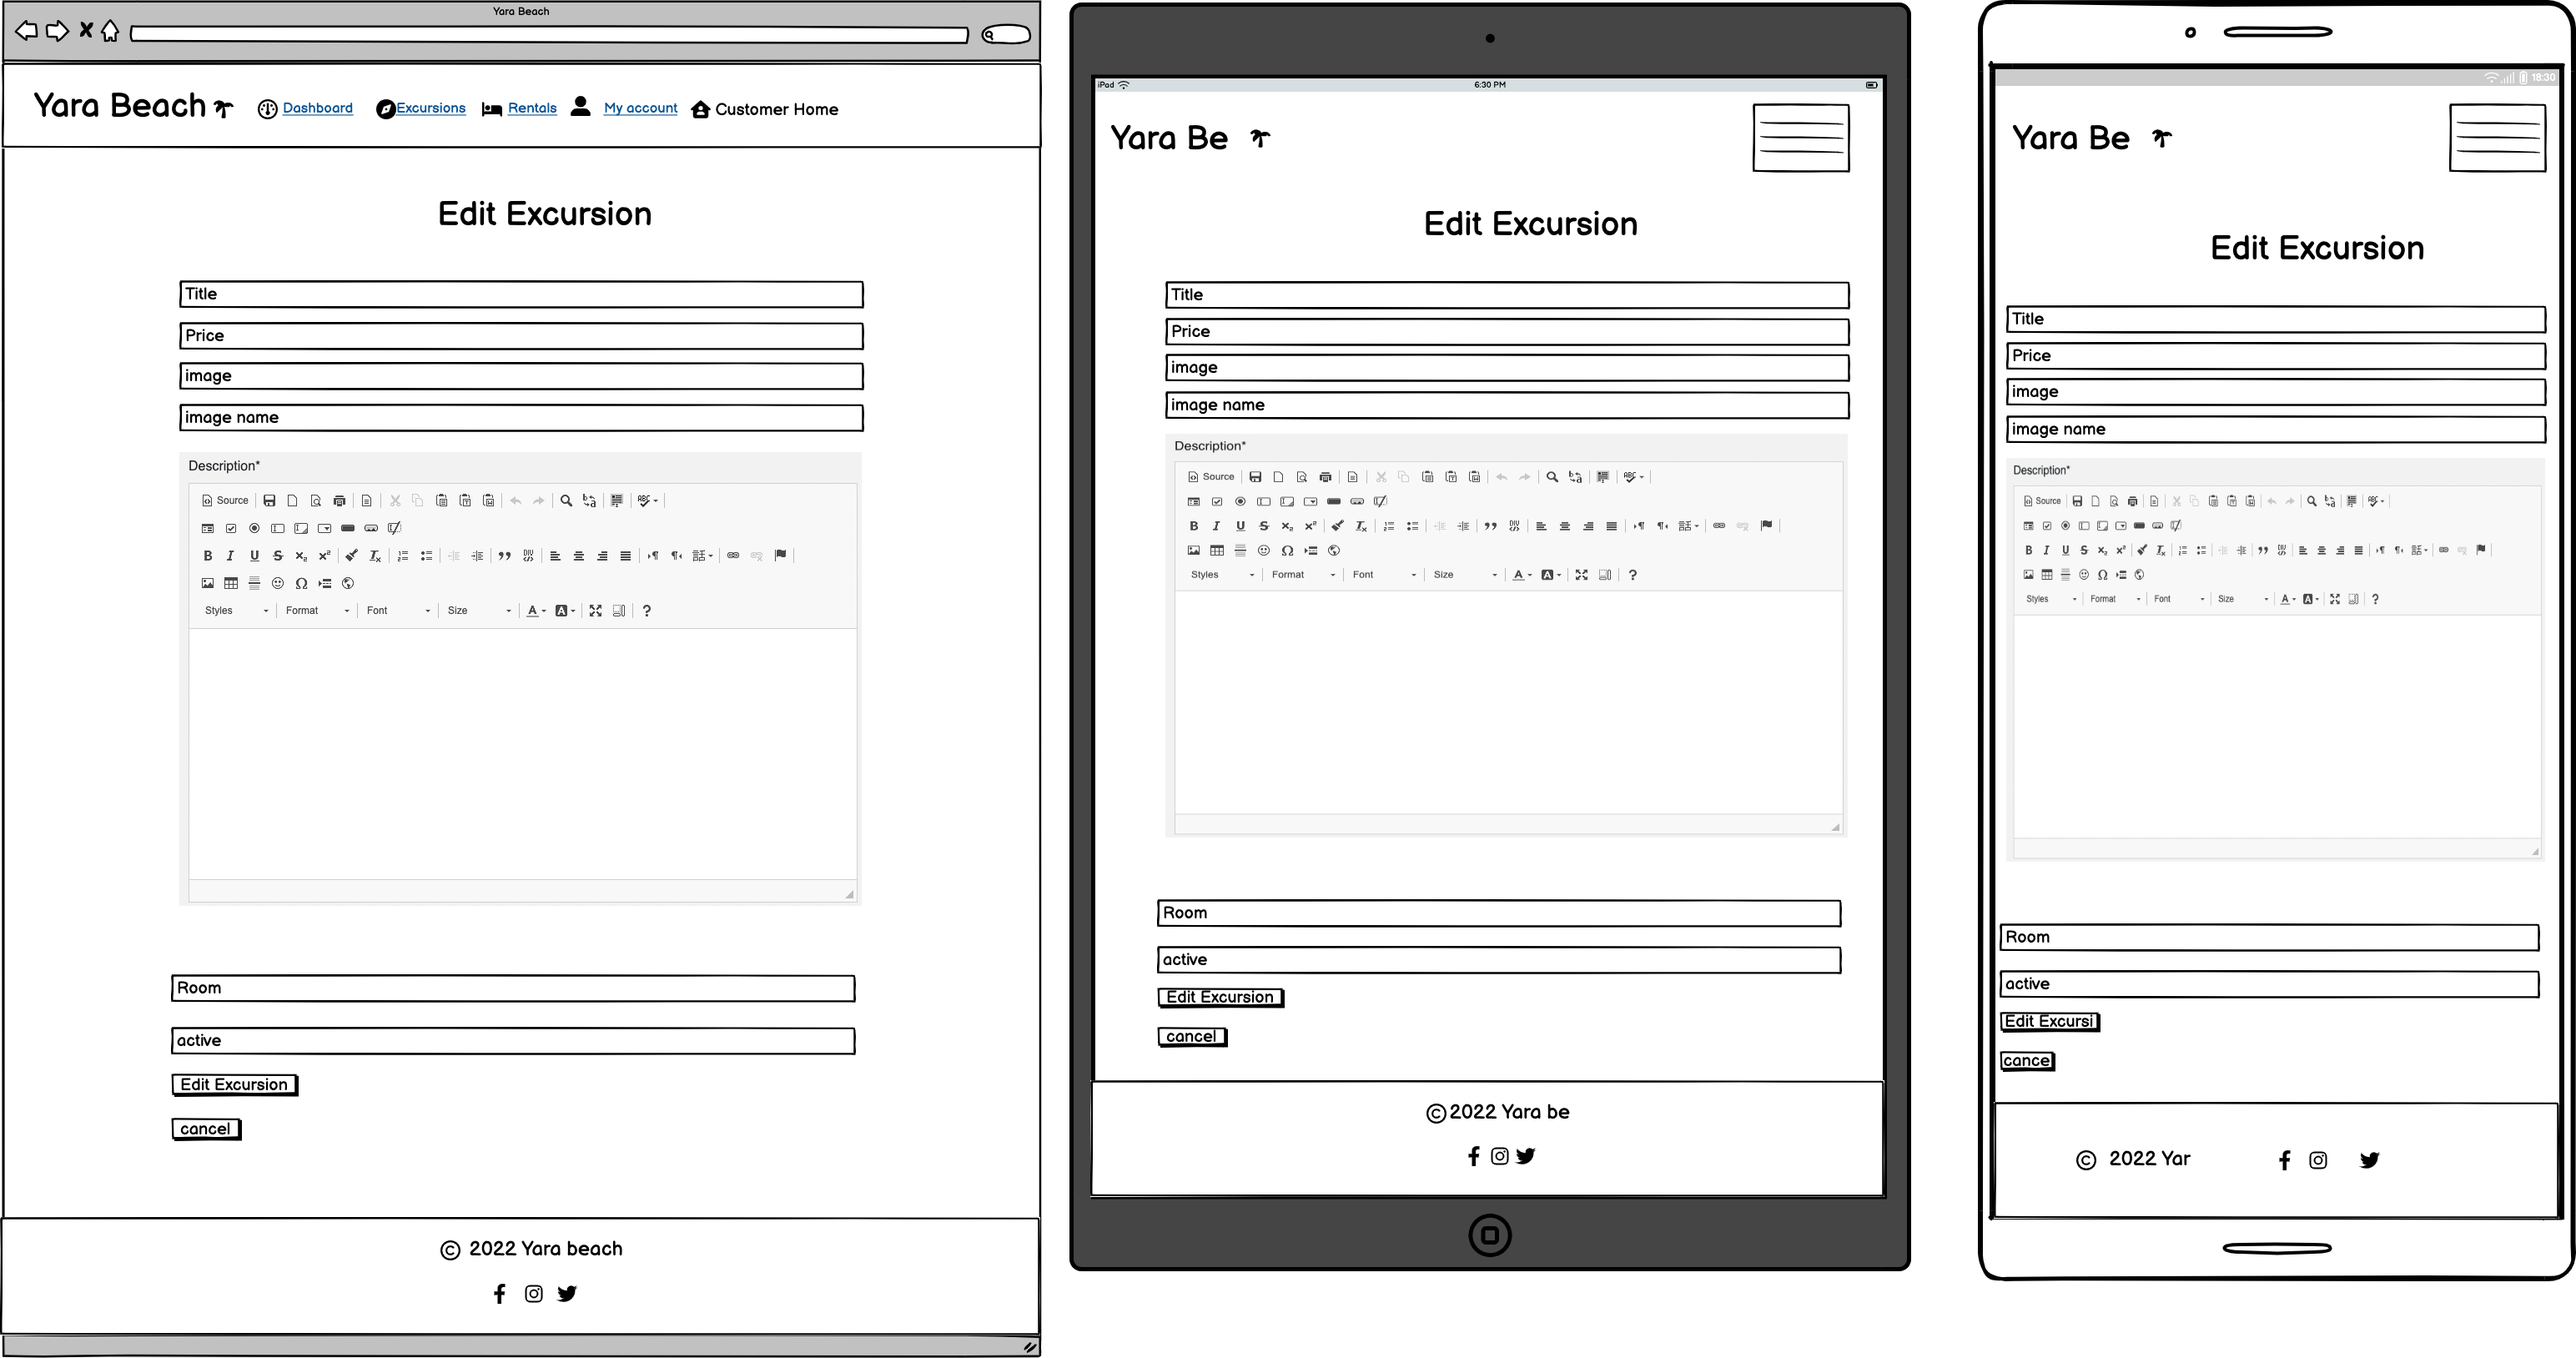 Yara Beach
Yara Beach Dashboard Excursions Rentals My account Customer Home
Edit Excursion
Title
Price
image
image name
Description*
Source
Styles Format Font Size A A ?
Room
active
Edit Excursion
cancel
© 2022 Yara beach
iPad 6:30 PM
Yara Be
Edit Excursion
Title
Price
image
image name
Description*
Source
Styles Format Font Size A A ?
Room
active
Edit Excursion
cancel
©2022 Yara be
18:30
Yara Be
Edit Excursion
Title
Price
image
image name
Description*
Source
Styles Format Font Size A A ?
Room
active
Edit Excursi
cance
© 2022 Yar